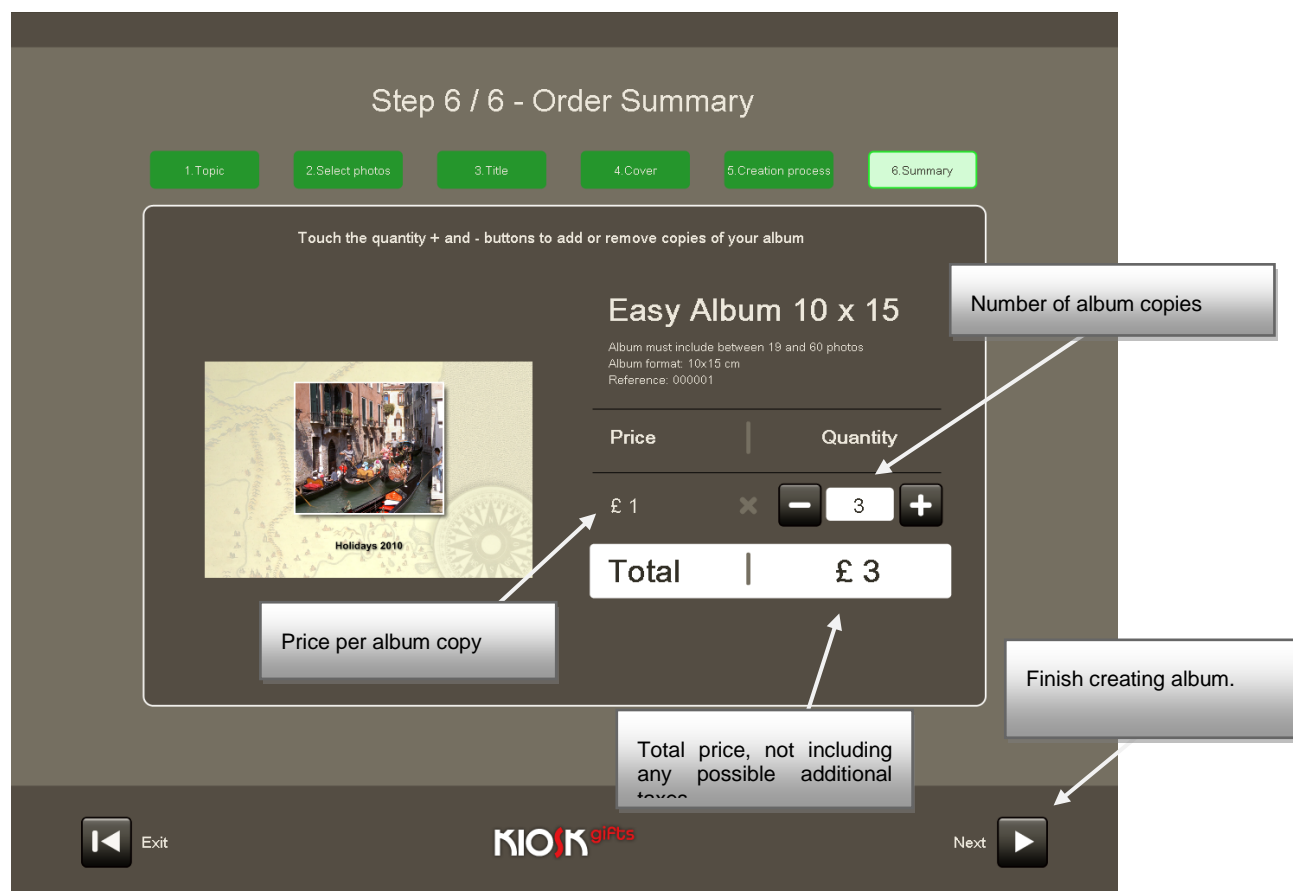 Step 6 / 6 - Order Summary
1.Topic
2.Select photos
3.Title
4.Cover
5.Creation process
6.Summary
Touch the quantity + and - buttons to add or remove copies of your album
Number of album copies
Easy Album 10 x 15
Album must include between 19 and 60 photos
Album format: 10x15 cm
Reference: 000001
Price
Quantity
£ 1
3
Holidays 2010
Total
£ 3
Price per album copy
Finish creating album.
Total price, not including
any possible additional
taxes
Exit
KIOSK gifts
Next